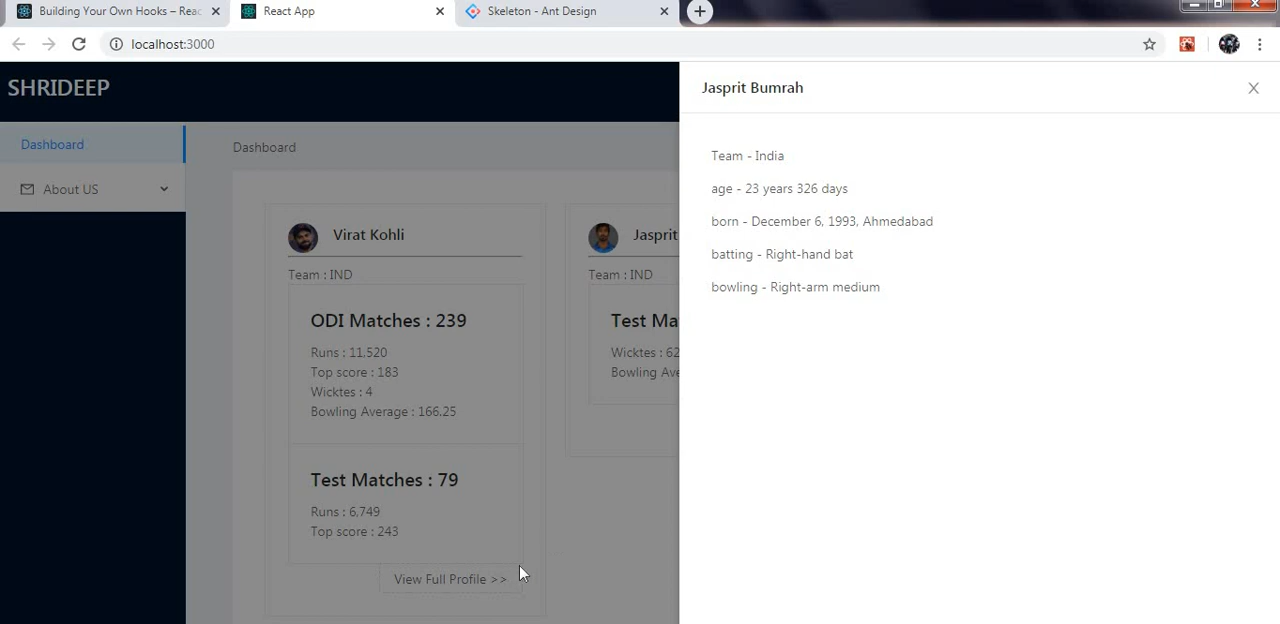 Building Your Own Hooks – Reac
React App
Skeleton - Ant Design
localhost:3000
SHRIDEEP
Dashboard
About US
Dashboard
Virat Kohli
Team : IND
ODI Matches : 239
Runs : 11,520
Top score : 183
Wicktes : 4
Bowling Average : 166.25
Test Matches : 79
Runs : 6,749
Top score : 243
View Full Profile >>
Jasprit
Team : IND
Test Ma
Wicktes : 62
Bowling Ave
Jasprit Bumrah
Team - India
age - 23 years 326 days
born - December 6, 1993, Ahmedabad
batting - Right-hand bat
bowling - Right-arm medium